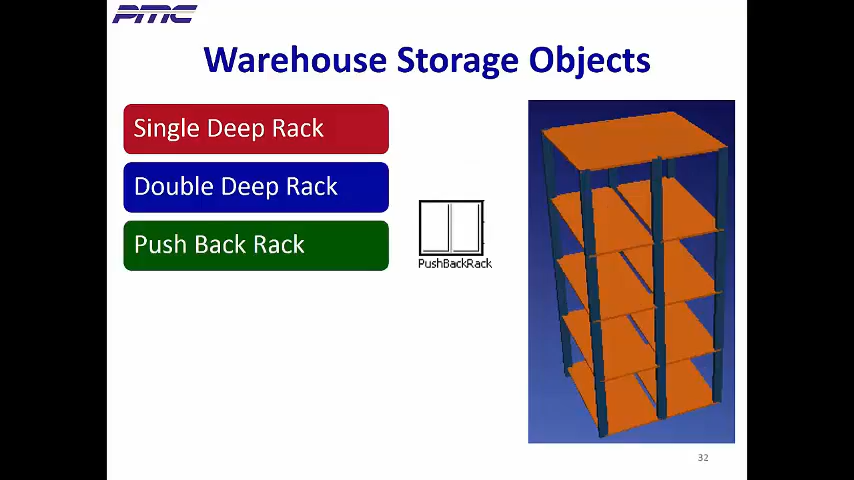 PMC
Warehouse Storage Objects
Single Deep Rack
Double Deep Rack
Push Back Rack
PushBackRack
32